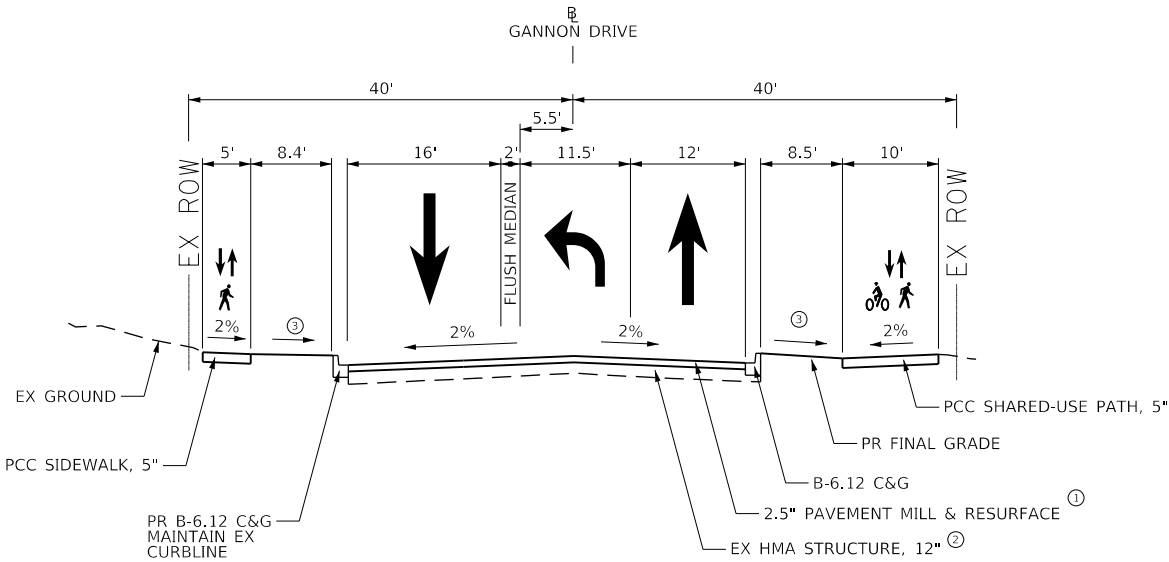 ℄
GANNON DRIVE
40'
40'
5.5'
5'
8.4'
16'
2'
11.5'
12'
8.5'
10'
EX ROW
FLUSH MEDIAN
EX ROW
2%
③
2%
2%
③
2%
EX GROUND
PCC SIDEWALK, 5"
PR B-6.12 C&G
MAINTAIN EX
CURBLINE
PCC SHARED-USE PATH, 5"
PR FINAL GRADE
B-6.12 C&G
2.5" PAVEMENT MILL & RESURFACE ①
EX HMA STRUCTURE, 12" ②